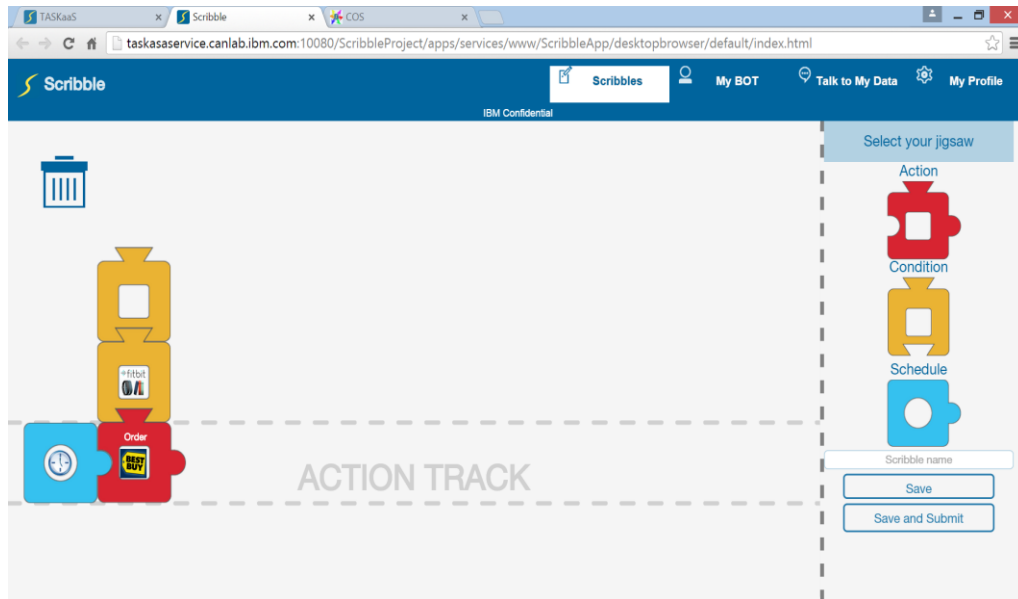 TASKaaS
Scribble
COS
taskasaservice.canlab.ibm.com:10080/ScribbleProject/apps/services/www/ScribbleApp/desktopbrowser/default/index.html
Scribble
Scribbles
My BOT
Talk to My Data
My Profile
IBM Confidential
Select your jigsaw
Action
Condition
Schedule
fitbit
Order
BEST BUY
ACTION TRACK
Scribble name
Save
Save and Submit